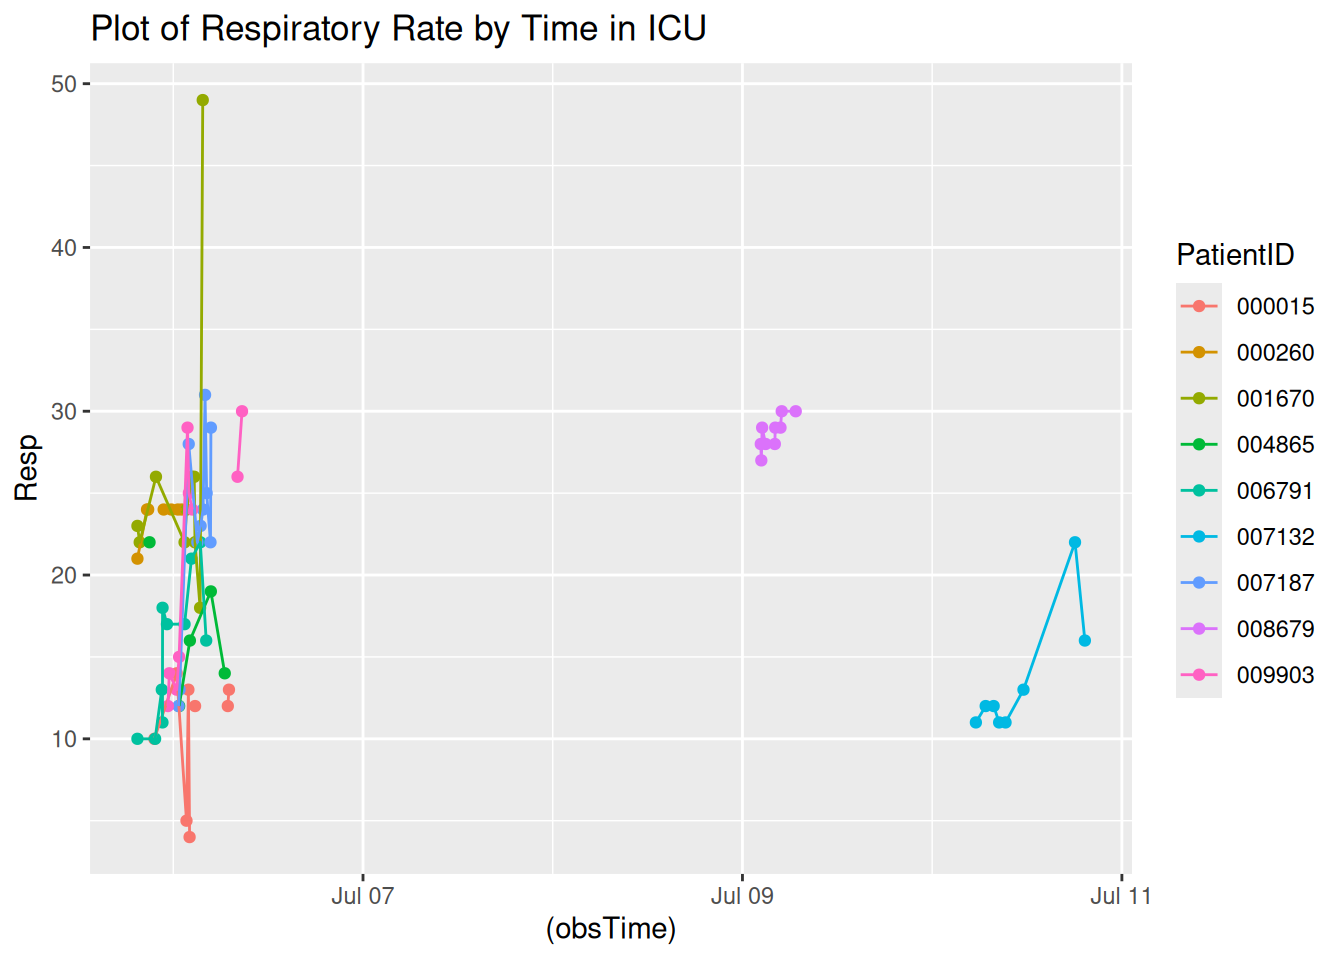 Plot of Respiratory Rate by Time in ICU
50
40
30
20
10
Resp
Jul 07
Jul 09
Jul 11
(obsTime)
PatientID
000015
000260
001670
004865
006791
007132
007187
008679
009903